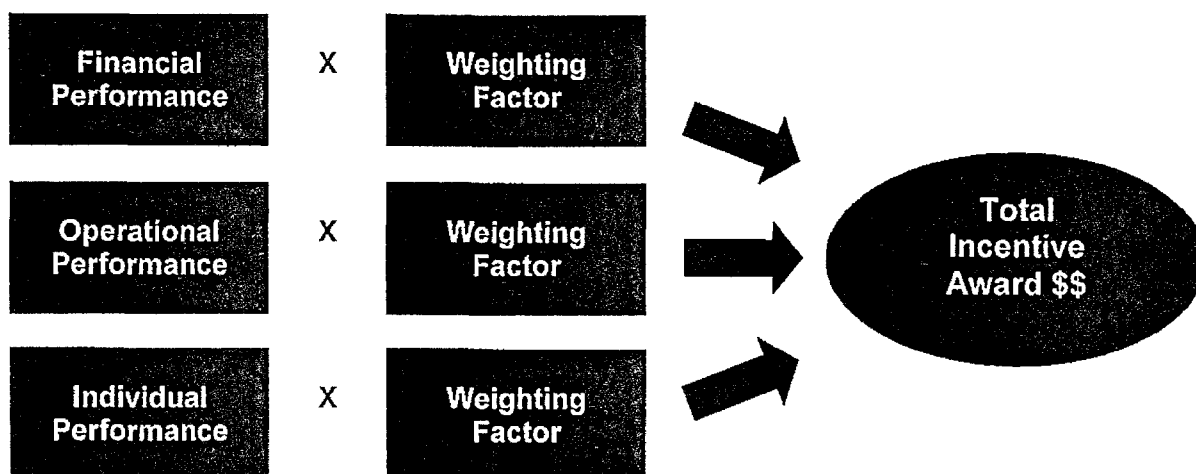 Financial
Performance
X
Weighting
Factor
Operational
Performance
X
Weighting
Factor
Individual
Performance
X
Weighting
Factor
Total
Incentive
Award $$